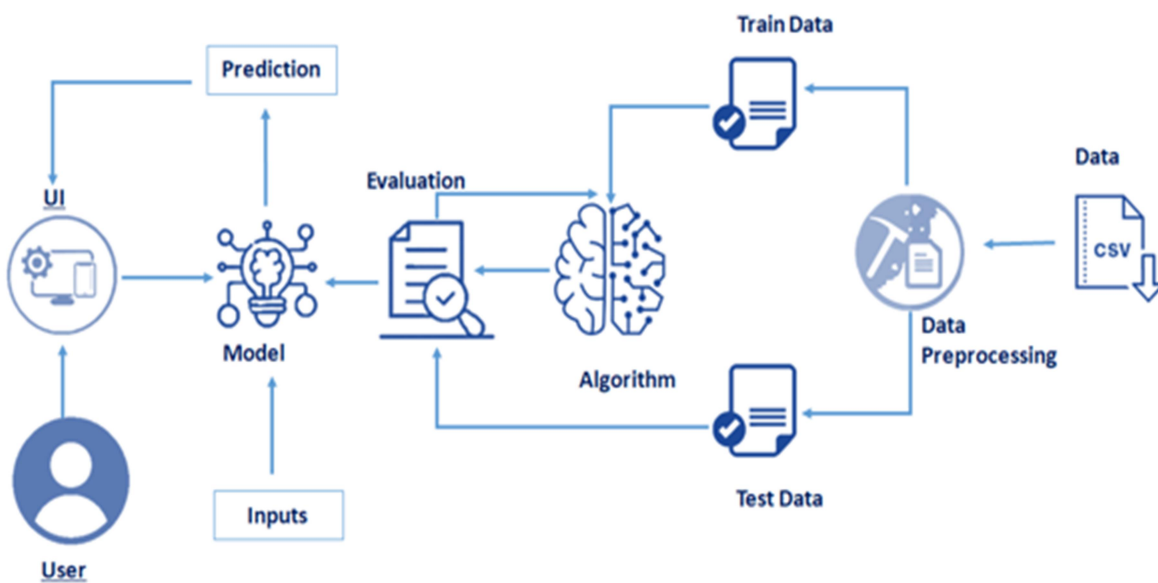 Train Data
Prediction
Data
Evaluation
UI
CSV
Data
Preprocessing
Model
Algorithm
Test Data
Inputs
User